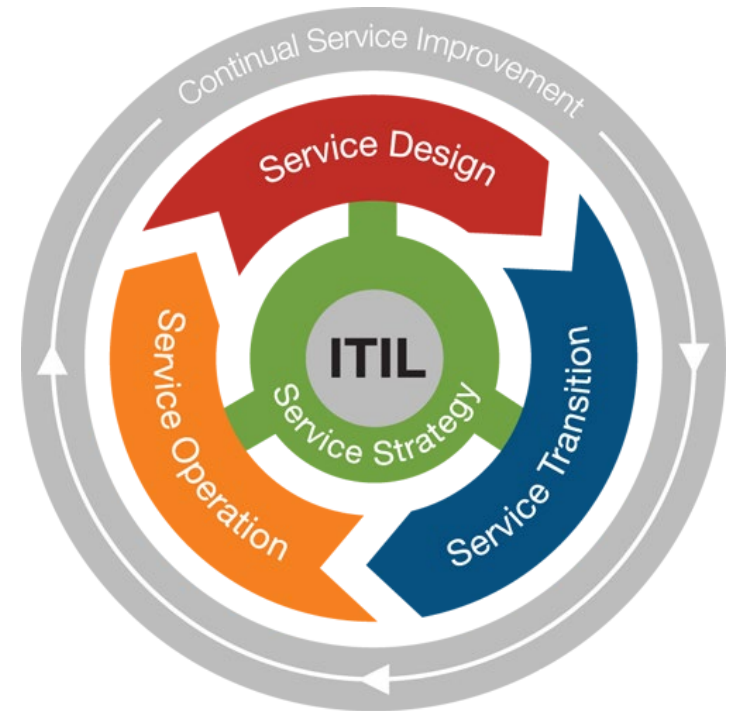 Continual Service Improvement
Service Design
Service Transition
Service Operation
Service Strategy
ITIL